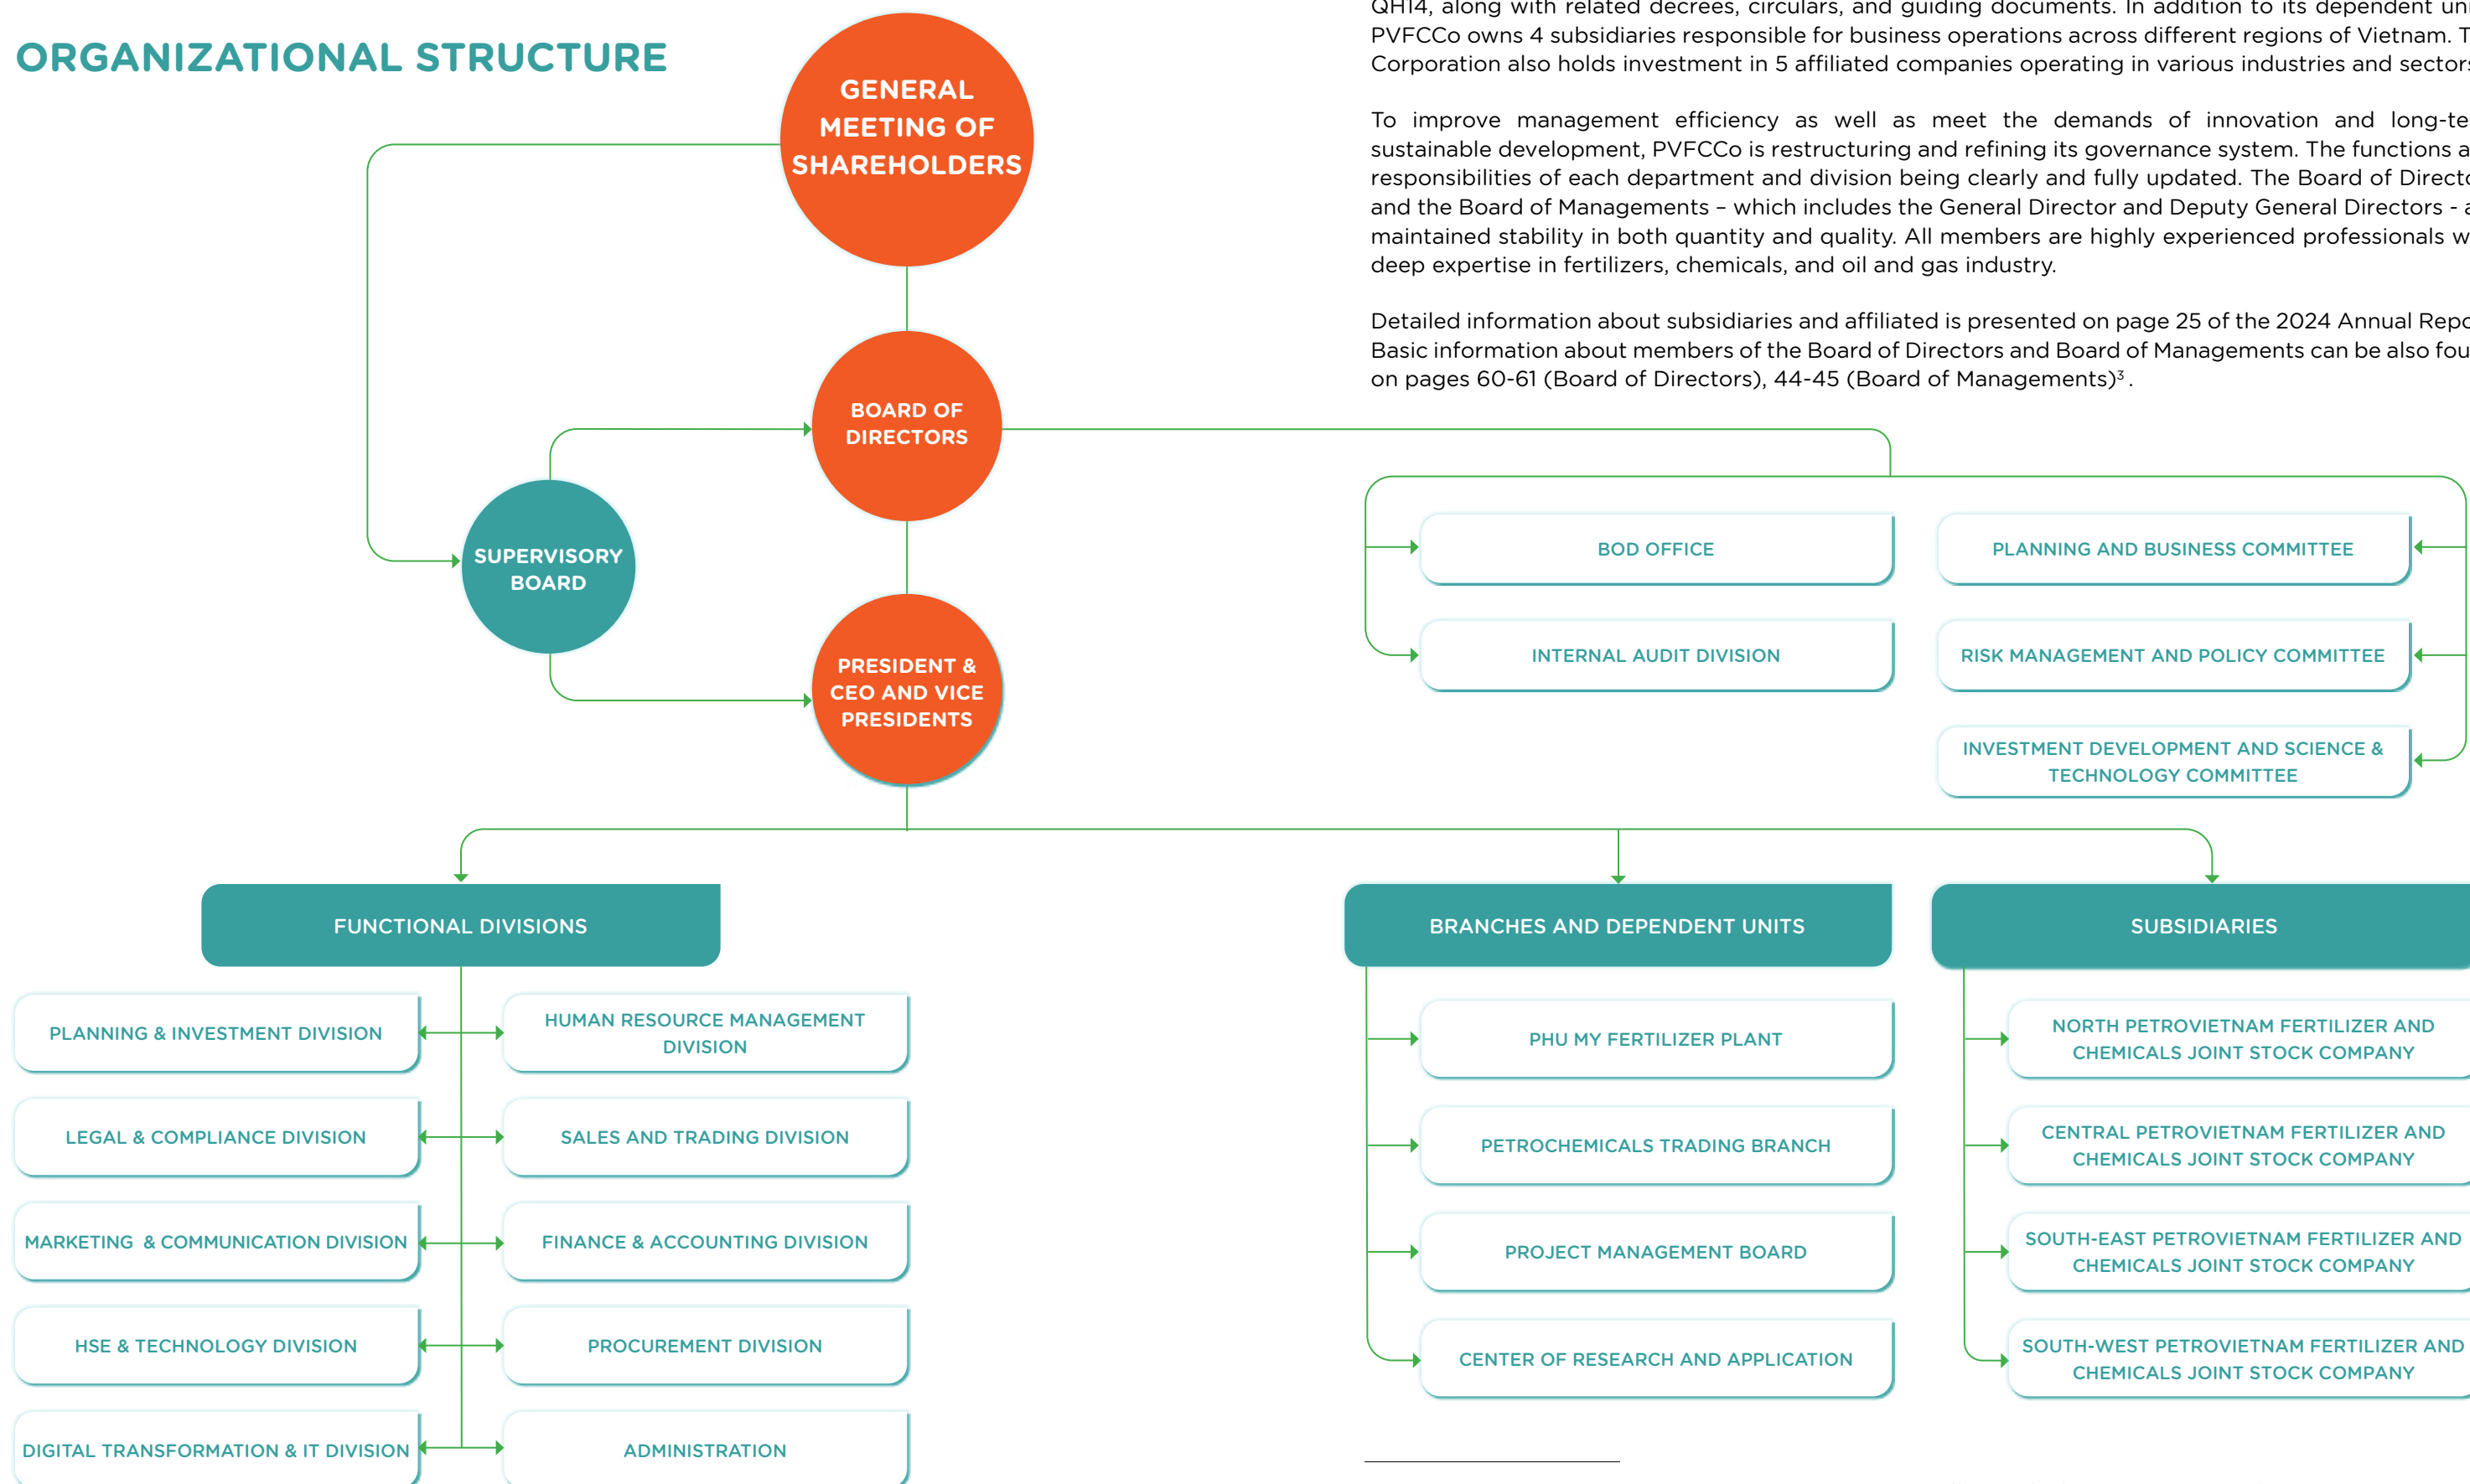 ORGANIZATIONAL STRUCTURE
GENERAL
MEETING OF
SHAREHOLDERS
QH14, along with related decrees, circulars, and guiding documents. In addition to its dependent
PVFCCo owns 4 subsidiaries responsible for business operations across different regions of Vietnam.
Corporation also holds investment in 5 affiliated companies operating in various industries and sectors
To improve management efficiency as well as meet the demands of innovation and
sustainable development, PVFCCo is restructuring and refining its governance system. The functions
responsibilities of each department and division being clearly and fully updated. The Board of
and the Board of Managements – which includes the General Director and Deputy General Directors -
maintained stability in both quantity and quality. All members are highly experienced professionals
deep expertise in fertilizers, chemicals, and oil and gas industry.
Detailed information about subsidiaries and affiliated is presented on page 25 of the 2024 Annual
Basic information about members of the Board of Directors and Board of Managements can be also
on pages 60-61 (Board of Directors), 44-45 (Board of Managements)³ .
BOARD OF
DIRECTORS
SUPERVISORY
BOARD
PRESIDENT &
CEO AND VICE
PRESIDENTS
BOD OFFICE
INTERNAL AUDIT DIVISION
PLANNING AND BUSINESS COMMITTEE
RISK MANAGEMENT AND POLICY COMMITTEE
INVESTMENT DEVELOPMENT AND SCIENCE &
TECHNOLOGY COMMITTEE
FUNCTIONAL DIVISIONS
PLANNING & INVESTMENT DIVISION
HUMAN RESOURCE MANAGEMENT
DIVISION
LEGAL & COMPLIANCE DIVISION
SALES AND TRADING DIVISION
MARKETING & COMMUNICATION DIVISION
FINANCE & ACCOUNTING DIVISION
HSE & TECHNOLOGY DIVISION
PROCUREMENT DIVISION
DIGITAL TRANSFORMATION & IT DIVISION
ADMINISTRATION
BRANCHES AND DEPENDENT UNITS
PHU MY FERTILIZER PLANT
PETROCHEMICALS TRADING BRANCH
PROJECT MANAGEMENT BOARD
CENTER OF RESEARCH AND APPLICATION
SUBSIDIARIES
NORTH PETROVIETNAM FERTILIZER AND
CHEMICALS JOINT STOCK COMPANY
CENTRAL PETROVIETNAM FERTILIZER AND
CHEMICALS JOINT STOCK COMPANY
SOUTH-EAST PETROVIETNAM FERTILIZER AND
CHEMICALS JOINT STOCK COMPANY
SOUTH-WEST PETROVIETNAM FERTILIZER AND
CHEMICALS JOINT STOCK COMPANY